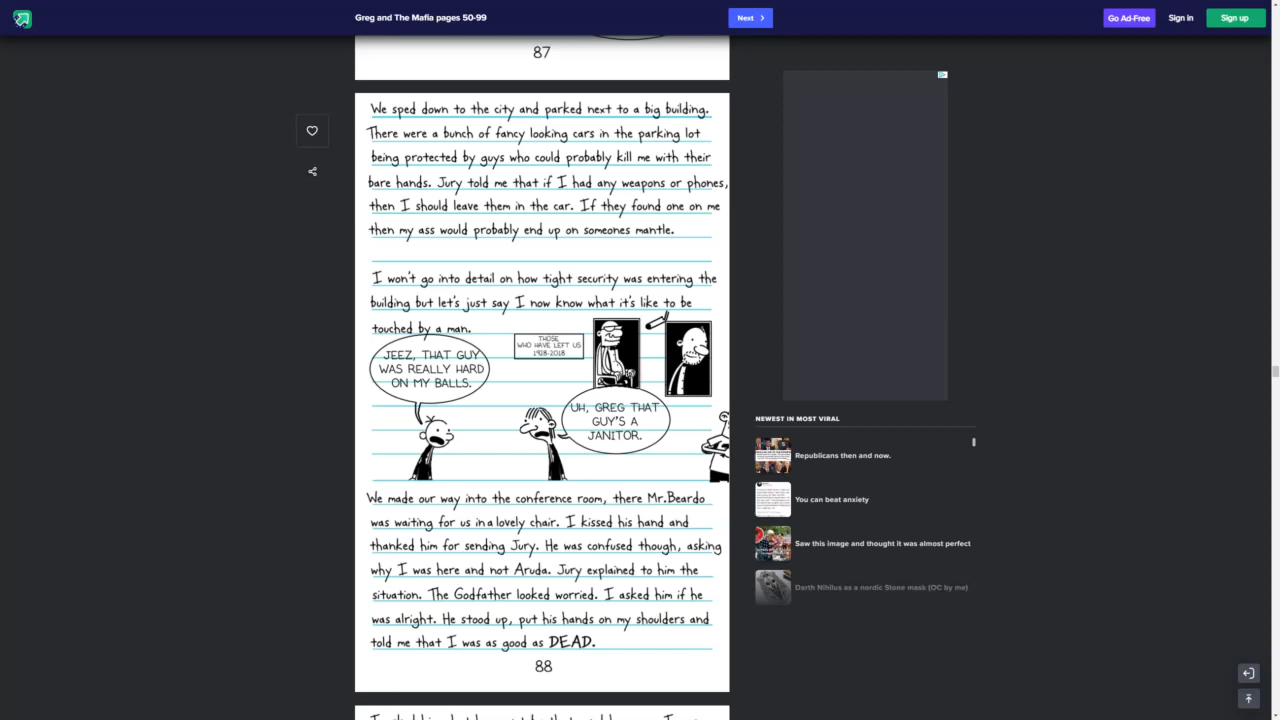 Greg and The Mafia pages 50-99
Next
Go Ad-Free
Sign in
Sign up
87
We sped down to the city and parked next to a big building.
There were a bunch of fancy looking cars in the parking lot
being protected by guys who could probably kill me with their
bare hands. Jury told me that if I had any weapons or phones,
then I should leave them in the car. If they found one on me
then my ass would probably end up on someones mantle.
I won't go into detail on how tight security was entering the
building but let's just say I now know what it's like to be
touched by a man.
THOSE
WHO HAVE LEFT US
1928-2018
JEEZ, THAT GUY
WAS REALLY HARD
ON MY BALLS.
UH, GREG THAT
GUY'S A
JANITOR.
We made our way into the conference room, there Mr.Beardo
was waiting for us in a lovely chair. I kissed his hand and
thanked him for sending Jury. He was confused though, asking
why I was here and not Aruda. Jury explained to him the
situation. The Godfather looked worried. I asked him if he
was alright. He stood up, put his hands on my shoulders and
told me that I was as good as DEAD.
88
NEWEST IN MOST VIRAL
Republicans then and now.
You can beat anxiety
Saw this image and thought it was almost perfect
Darth Nihilus as a nordic Stone mask (OC by me)